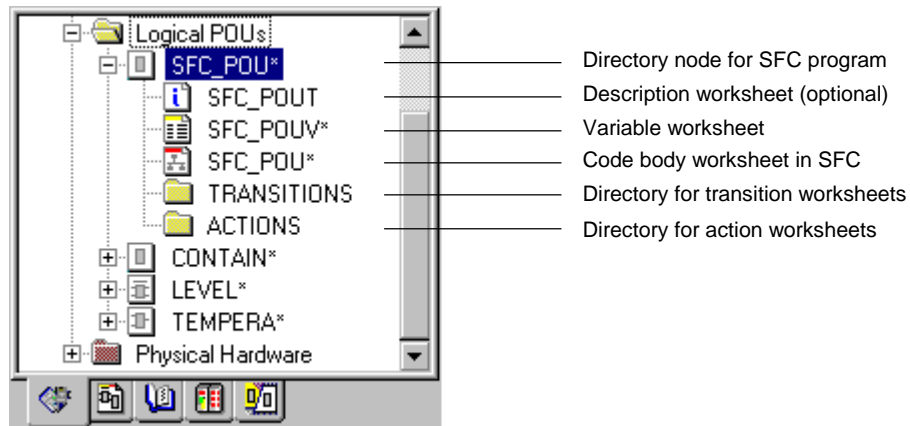 Logical POUs
SFC_POU* Directory node for SFC program
SFC_POUT Description worksheet (optional)
SFC_POUV* Variable worksheet
SFC_POU* Code body worksheet in SFC
TRANSITIONS Directory for transition worksheets
ACTIONS Directory for action worksheets
CONTAIN*
LEVEL*
TEMPERA*
Physical Hardware